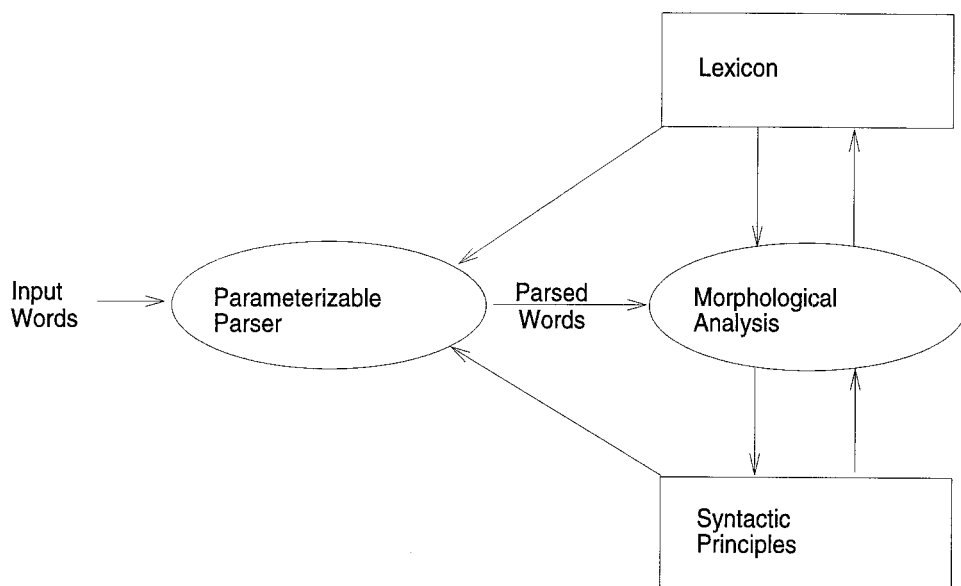 Lexicon
Input
Words
Parameterizable
Parser
Parsed
Words
Morphological
Analysis
Syntactic
Principles